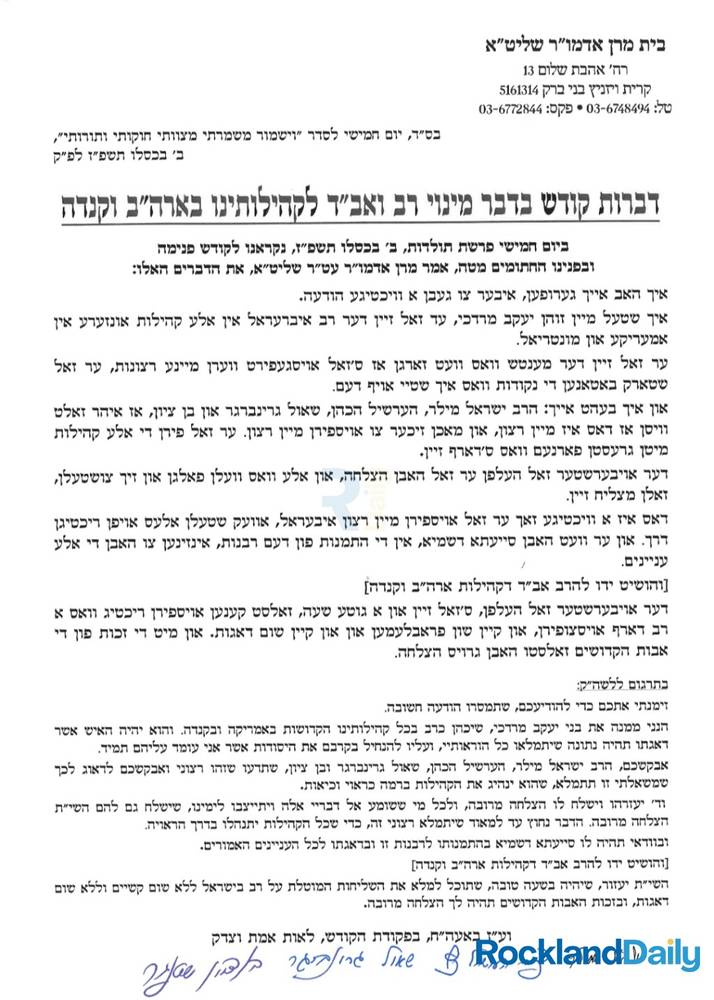 בית מרן אדמו"ר שליט"א
רח' אהבת שלום 13
קרית ויזניץ בני ברק 5161314
טל: 03-6748494 • פקס: 03-6772844
בס"ד, יום חמישי לסדר "וישמור משמרתי מצוותי חוקותי ותורותי",
ב' בכסלו תשפ"ז לפ"ק
דברות קודש בדבר מינוי רב ואב"ד לקהילותינו בארה"ב וקנדה
ביום חמישי פרשת תולדות, ב' בכסלו תשפ"ז, נקראנו לקודש פנימה
ובפנינו החתומים מטה, אמר מרן אדמו"ר עט"ר שליט"א, את הדברים האלו:
איך האב אייך גערופען, איבער צו געבן א וויכטיגע הודעה.
איך שטעל מיין זוהן יעקב מרדכי, עד זאל זיין דער רב איברעראל אין אלע קהילות אונזערע אין
אמעריקע און מונטריאל.
ער זאל זיין דער מענטש וואס וועט זארגן אז ס'זאל אויסגעפירט ווערן מיינע רצונות, ער זאל
שטארק באטאנען די נקודות וואס איך שטיי אויף דעם.
און איך בעהט אייך: הרב ישראל מילר, הערשיל הכהן, שאול גרינברגר און בן ציון, אז איהר זאלט
וויסן אז דאס איז מיין רצון, און מאכן זיכער צו אויספירן מיין רצון. ער זאל פירן די אלע קהילות
מיטן גרעסטן פארנעם וואס ס'דארף זיין.
דער אויבערשטער זאל העלפן ער זאל האבן הצלחה, און אלע וואס וועלן פאלגן און זיך צושטעלן,
זאלן מצליח זיין.
דאס איז א וויכטיגע זאך ער זאל אויספירן מיין רצון איבעראל, אוועק שטעלן אלעס אויפן ריכטיגן
דרך. און ער וועט האבן סייעתא דשמיא, אין די התמנות פון דעם רבנות, אינזינען צו האבן די אלע
עניינים.
[והושיט ידו להרב אב"ד דקהילות ארה"ב וקנדה]
דער אויבערשטער זאל העלפן, ס'זאל זיין און א גוטע שעה, זאלסט קענען אויספירן ריכטיג וואס א
רב דארף אויסצופירן, און קיין שון פראבלעמען און און קיין שום דאגות. און מיט די זכות פון די
אבות הקדושים זאלסטו האבן גרויס הצלחה.
בתרגום ללשה"ק:
זימנתי אתכם כדי להודיעכם, שתמסרו הודעה חשובה.
הנני ממנה את בני יעקב מרדכי, שיכהן כרב בכל קהילותינו הקדושות באמדיקה ובקנדה. והוא יהיה האיש אשר
דאגתו תהיה נתונה שיתמלאו כל הוראותיי, ועליו להנחיל בקרבם את היסודות אשר אני עומד עליהם תמיד.
אבקשכם, הרב ישראל מילר, הערשיל הכהן, שאול גרינברגר ובן ציון, שתדעו שזהו רצוני ואבקשכם לדאוג לכך
שמשאלתי זו תתמלא, שהוא ינהיג את הקהילות ברמה כראוי וכיאות.
וד' יעזורהו וישלח לו הצלחה מרובה, ולכל מי ששומע אל דבריי אלה ויתייצבו לימינו, שישלח גם להם השי"ת
הצלחה מרובה. הדבר נחוץ עד למאוד שיתמלא רצוני זה, כדי שכל הקהילות יתנהלו בדרך הראויה.
ובוודאי תהיה לו סייעתא דשמיא בהתמנותו לרבנות זו ובראגתו לכל העניינים האמורים.
[והושיט ידו להרב אב"ד דקהילות ארה"ב וקנדה]
השי"ת יעזור, שיהיה בשעה טובה, שתוכל למלא את השליחות המוטלת על רב בישראל ללא שום קשיים וללא שום
דאגות, ובזכות האבות הקדושים תהיה לך הצלחה מרובה.
וע"ז באעה"ח, בפקודת הקודש, לאות אמת וצדק
שאול גרינברגר
RocklandDaily